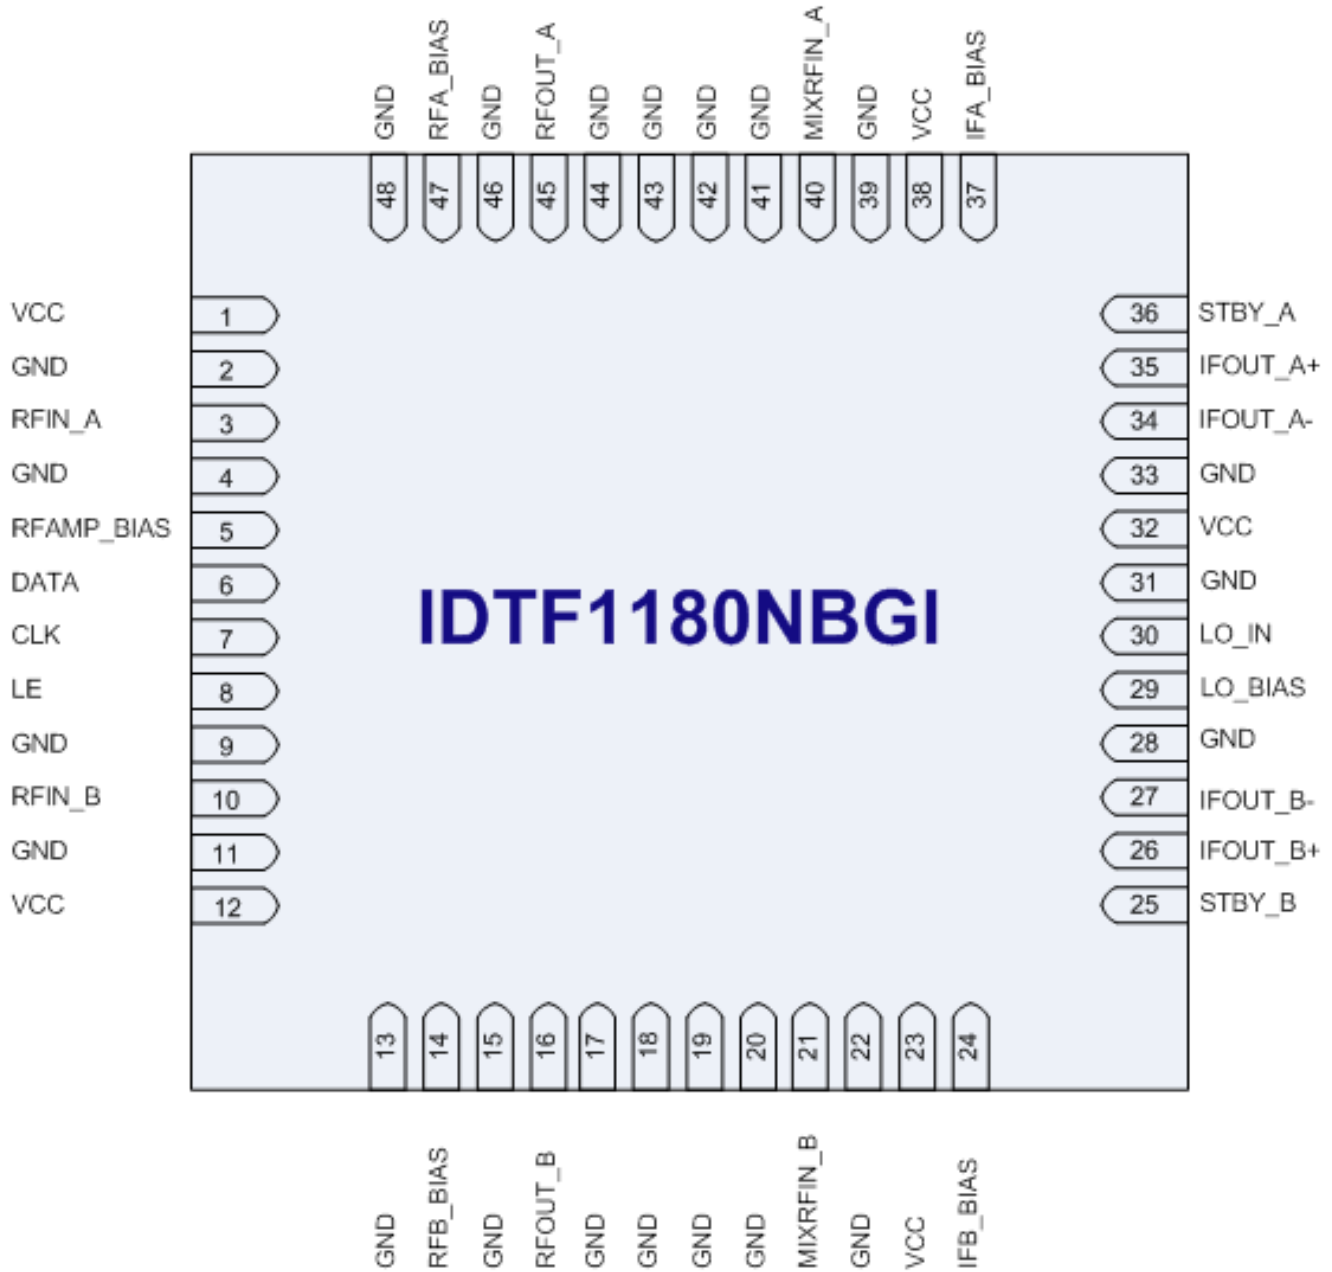 GND
RFA_BIAS
GND
RFOUT_A
GND
GND
GND
GND
MIXRFIN_A
GND
VCC
IFA_BIAS
48
47
46
45
44
43
42
41
40
39
38
37
VCC 1
GND 2
RFIN_A 3
GND 4
RFAMP_BIAS 5
DATA 6
CLK 7
LE 8
GND 9
RFIN_B 10
GND 11
VCC 12
IDTF1180NBGI
36 STBY_A
35 IFOUT_A+
34 IFOUT_A-
33 GND
32 VCC
31 GND
30 LO_IN
29 LO_BIAS
28 GND
27 IFOUT_B-
26 IFOUT_B+
25 STBY_B
13
14
15
16
17
18
19
20
21
22
23
24
GND
RFB_BIAS
GND
RFOUT_B
GND
GND
GND
GND
MIXRFIN_B
GND
VCC
IFB_BIAS